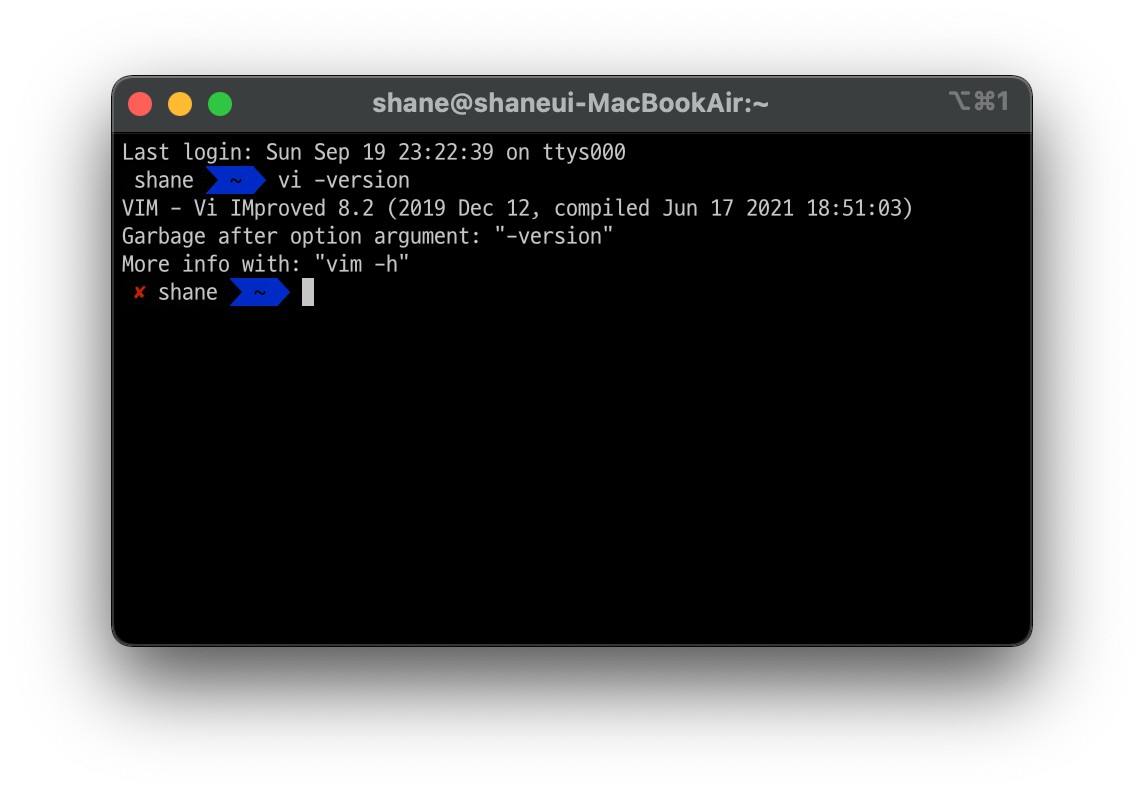 shane@shaneui-MacBookAir:~ ⌥⌘1
Last login: Sun Sep 19 23:22:39 on ttys000
shane ~ vi -version
VIM - Vi IMproved 8.2 (2019 Dec 12, compiled Jun 17 2021 18:51:03)
Garbage after option argument: "-version"
More info with: "vim -h"
✘ shane ~